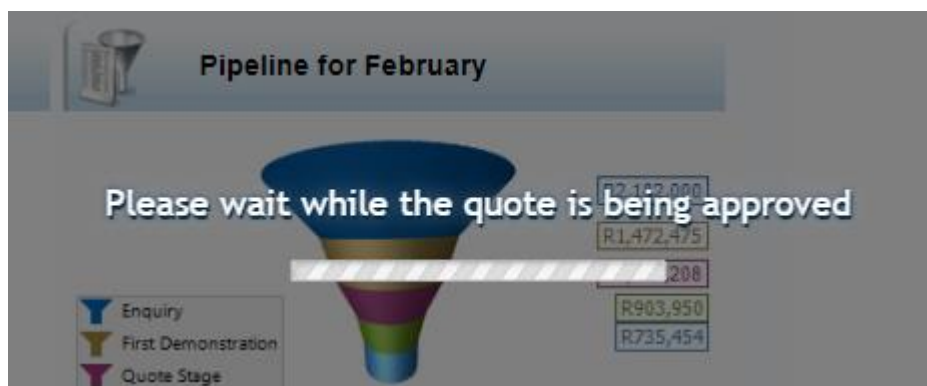 Pipeline for February
Please wait while the quote is being approved
R1,472,475
208
R903,950
R735,454
Enquiry
First Demonstration
Quote Stage